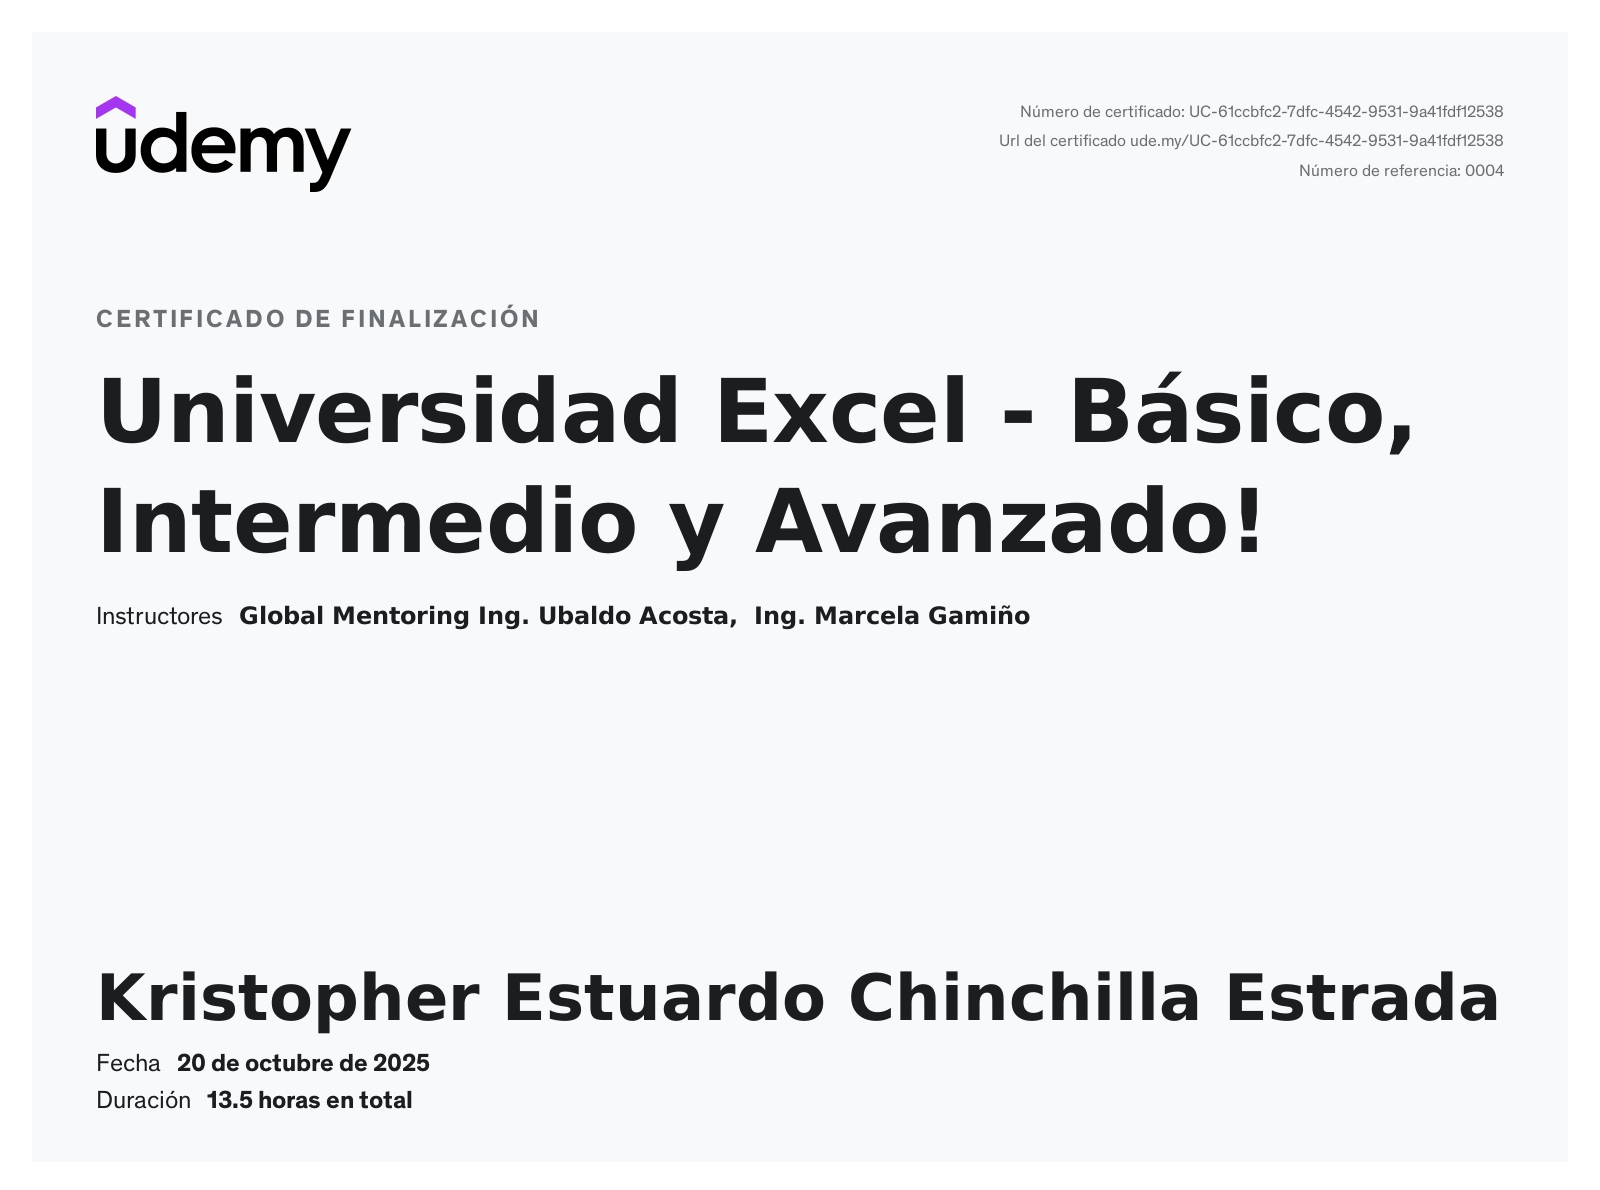 udemy
Número de certificado: UC-61ccbfc2-7dfc-4542-9531-9a41fdf12538
Url del certificado ude.my/UC-61ccbfc2-7dfc-4542-9531-9a41fdf12538
Número de referencia: 0004
CERTIFICADO DE FINALIZACIÓN
Universidad Excel - Básico,
Intermedio y Avanzado!
Instructores Global Mentoring Ing. Ubaldo Acosta, Ing. Marcela Gamiño
Kristopher Estuardo Chinchilla Estrada
Fecha 20 de octubre de 2025
Duración 13.5 horas en total